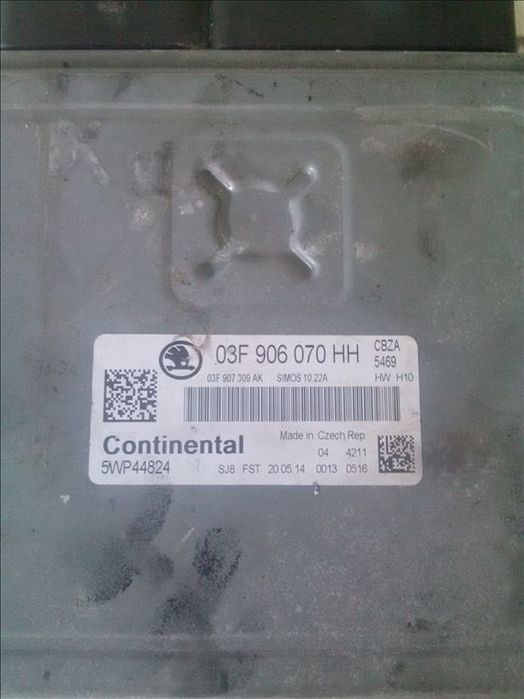 03F 906 070 HH CBZA
5469
03F 907 309 AK SIMOS 10.22A HW H10
Continental Made in Czech Rep.
04 4211
5WP44824 SJ8 FST 20 05 14 0013 0516